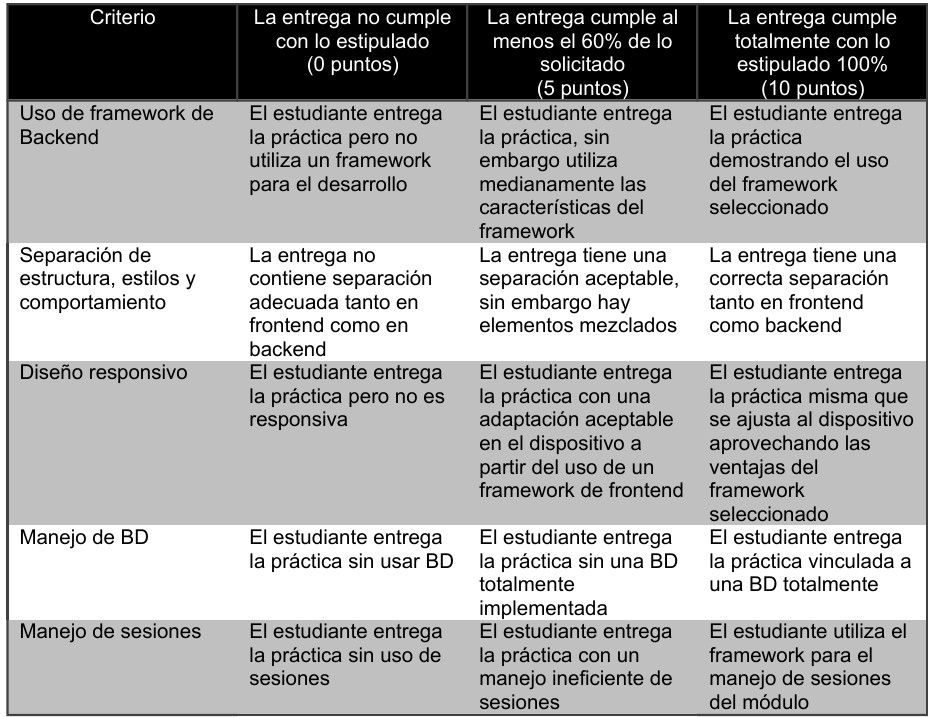 Criterio
La entrega no cumple
con lo estipulado
(0 puntos)
La entrega cumple al
menos el 60% de lo
solicitado
(5 puntos)
La entrega cumple
totalmente con lo
estipulado 100%
(10 puntos)
Uso de framework de
Backend
El estudiante entrega
la práctica pero no
utiliza un framework
para el desarrollo
El estudiante entrega
la práctica, sin
embargo utiliza
medianamente las
características del
framework
El estudiante entrega
la práctica
demostrando el uso
del framework
seleccionado
Separación de
estructura, estilos y
comportamiento
La entrega no
contiene separación
adecuada tanto en
frontend como en
backend
La entrega tiene una
separación aceptable,
sin embargo hay
elementos mezclados
La entrega tiene una
correcta separación
tanto en frontend
como backend
Diseño responsivo
El estudiante entrega
la práctica pero no es
responsiva
El estudiante entrega
la práctica con una
adaptación aceptable
en el dispositivo a
partir del uso de un
framework de frontend
El estudiante entrega
la práctica misma que
se ajusta al dispositivo
aprovechando las
ventajas del
framework
seleccionado
Manejo de BD
El estudiante entrega
la práctica sin usar BD
El estudiante entrega
la práctica sin una BD
totalmente
implementada
El estudiante entrega
la práctica vinculada a
una BD totalmente
Manejo de sesiones
El estudiante entrega
la práctica sin uso de
sesiones
El estudiante entrega
la práctica con un
manejo ineficiente de
sesiones
El estudiante utiliza el
framework para el
manejo de sesiones
del módulo